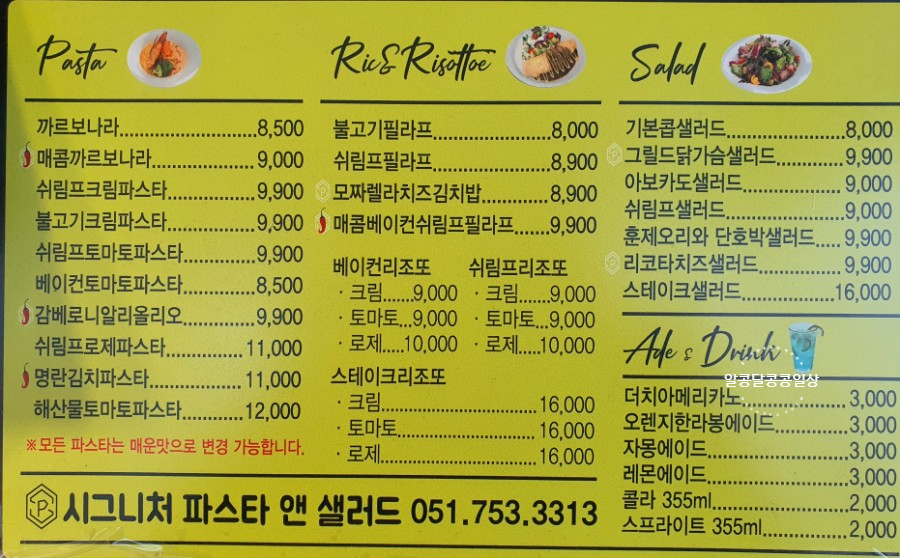 Pasta
까르보나라 8,500
매콤까르보나라 9,000
쉬림프크림파스타 9,900
불고기크림파스타 9,900
쉬림프토마토파스타 9,900
베이컨토마토파스타 8,500
감베로니알리올리오 9,900
쉬림프로제파스타 11,000
명란김치파스타 11,000
해산물토마토파스타 12,000
※모든 파스타는 매운맛으로 변경 가능합니다.
Ric&Risottoe
불고기필라프 8,000
쉬림프필라프 8,900
모짜렐라치즈김치밥 8,900
매콤베이컨쉬림프필라프 9,900
베이컨리조또
· 크림 9,000
· 토마토 9,000
· 로제 10,000
쉬림프리조또
· 크림 9,000
· 토마토 9,000
· 로제 10,000
스테이크리조또
· 크림 16,000
· 토마토 16,000
· 로제 16,000
Salad
기본콥샐러드 8,000
그릴드닭가슴샐러드 9,900
아보카도샐러드 9,000
쉬림프샐러드 9,000
훈제오리와 단호박샐러드 9,900
리코타치즈샐러드 9,900
스테이크샐러드 16,000
Ade & Drink
알콩달콩콩일상
더치아메리카노 3,000
오렌지한라봉에이드 3,000
자몽에이드 3,000
레몬에이드 3,000
콜라 355ml 2,000
스프라이트 355ml 2,000
시그니처 파스타 앤 샐러드 051.753.3313